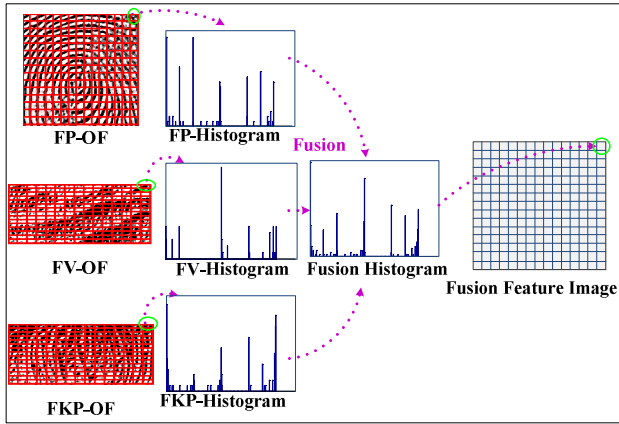 FP-OF
FP-Histogram
Fusion
FV-OF
FV-Histogram
Fusion Histogram
Fusion Feature Image
FKP-OF
FKP-Histogram